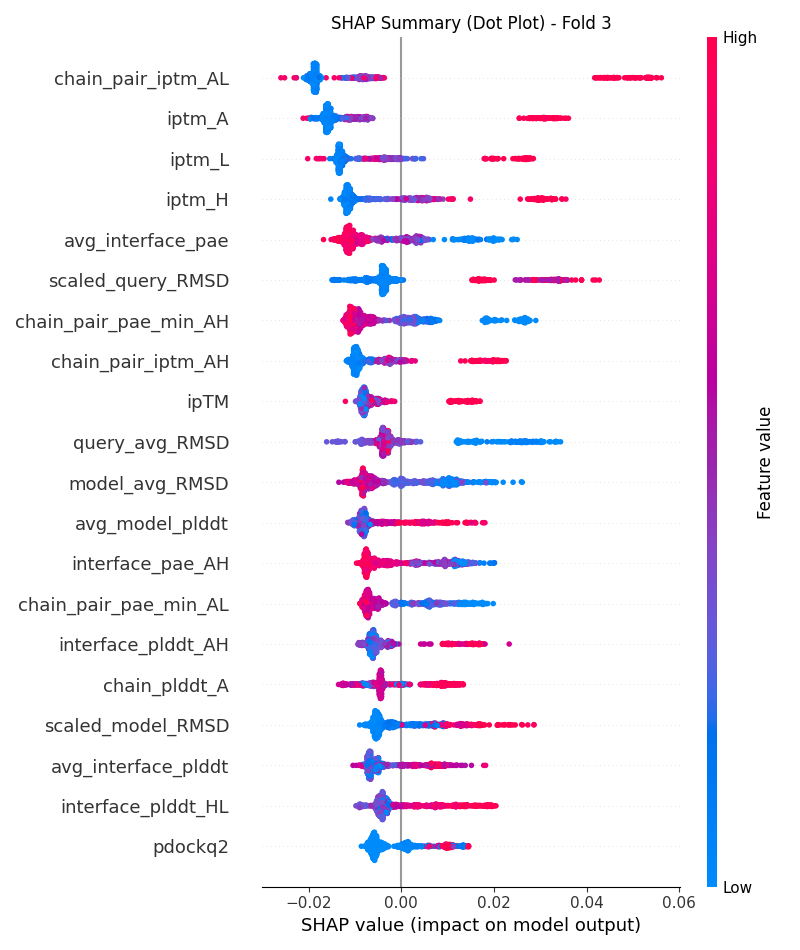 SHAP Summary (Dot Plot) - Fold 3
High
chain_pair_iptm_AL
iptm_A
iptm_L
iptm_H
avg_interface_pae
scaled_query_RMSD
chain_pair_pae_min_AH
chain_pair_iptm_AH
ipTM
query_avg_RMSD
model_avg_RMSD
avg_model_plddt
interface_pae_AH
chain_pair_pae_min_AL
interface_plddt_AH
chain_plddt_A
scaled_model_RMSD
avg_interface_plddt
interface_plddt_HL
pdockq2
Feature value
Low
−0.02 0.00 0.02 0.04 0.06
SHAP value (impact on model output)